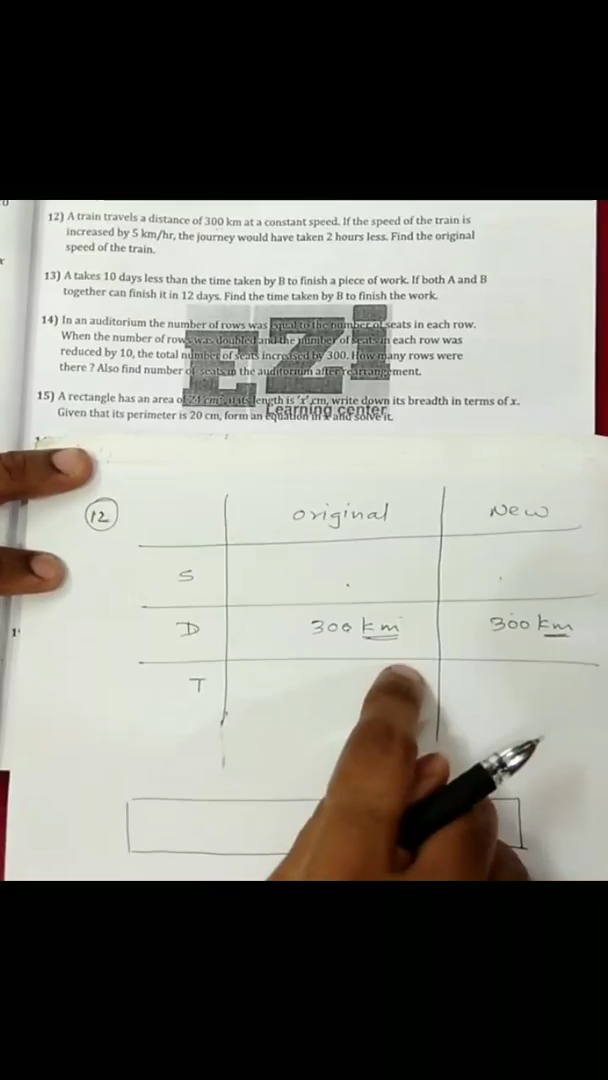 12) A train travels a distance of 300 km at a constant speed. If the speed of the train is
increased by 5 km/hr, the journey would have taken 2 hours less. Find the original
speed of the train.
13) A takes 10 days less than the time taken by B to finish a piece of work. If both A and B
together can finish it in 12 days. Find the time taken by B to finish the work.
14) In an auditorium the number of rows was equal to the number of seats in each row.
When the number of rows was doubled and the number of seats in each row was
reduced by 10, the total number of seats increased by 300. How many rows were
there ? Also find number of seats in the auditorium after rearrangement.
15) A rectangle has an area of 24 cm², if its length is 'x' cm, write down its breadth in terms of x.
Given that its perimeter is 20 cm, form an equation in x and solve it.
EZi
Learning center
12
original New
S
D 300 km 300 km
T